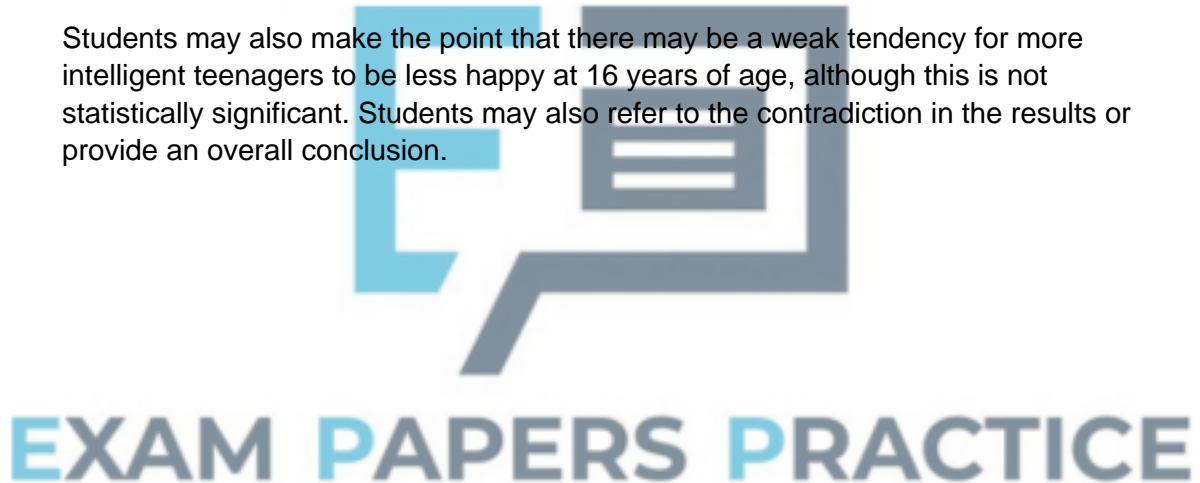 Students may also make the point that there may be a weak tendency for more
intelligent teenagers to be less happy at 16 years of age, although this is not
statistically significant. Students may also refer to the contradiction in the results or
provide an overall conclusion.
EXAM PAPERS PRACTICE